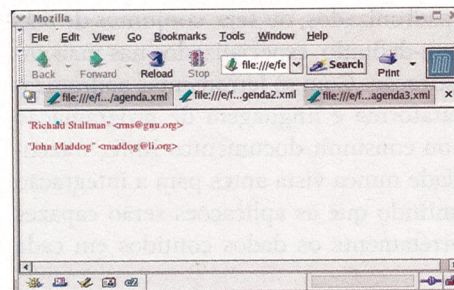 Mozilla
File Edit View Go Bookmarks Tools Window Help
Back Forward Reload Stop file:///e/fe Search Print
file:///e/f.../agenda.xml file:///e/f...genda2.xml file:///e/f...agenda3.xml
"Richard Stallman" <rms@gnu.org>
"John Maddog" <maddog@li.org>